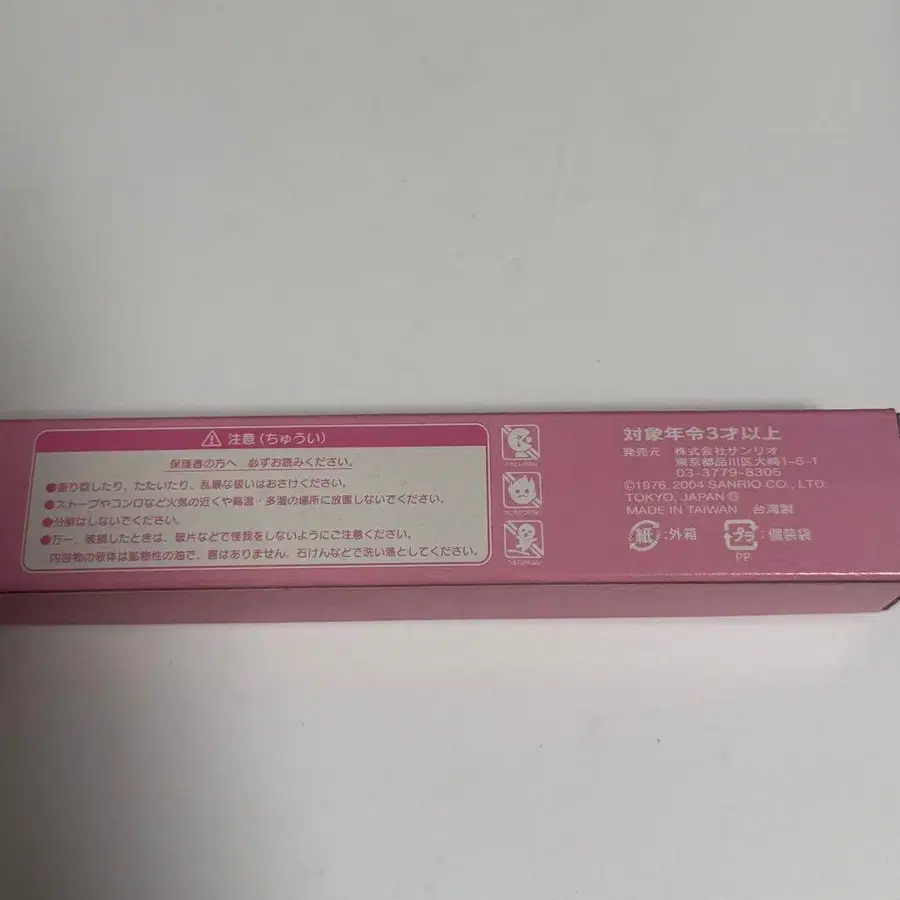 注意(ちゅうい)
保護者の方へ 必ずお読みください。
●振り回したり、たたいたり、乱暴な扱いはおさけください。
●ストーブやコンロなど火気の近くや高温・多湿の場所に放置しないでください。
●分解はしないでください。
●万一、破損したときは、破片などで怪我をしないようにご注意ください。
内容物の液体は鉱物性の油で、害はありません。石けんなどで洗い落としてください。
対象年令3才以上
発売元 株式会社サンリオ
東京都品川区大崎1-6-1
03-3779-8305
©1976, 2004 SANRIO CO., LTD.
TOKYO, JAPAN Ⓖ
MADE IN TAIWAN 台湾製
紙:外箱 プラ:個装袋
PP